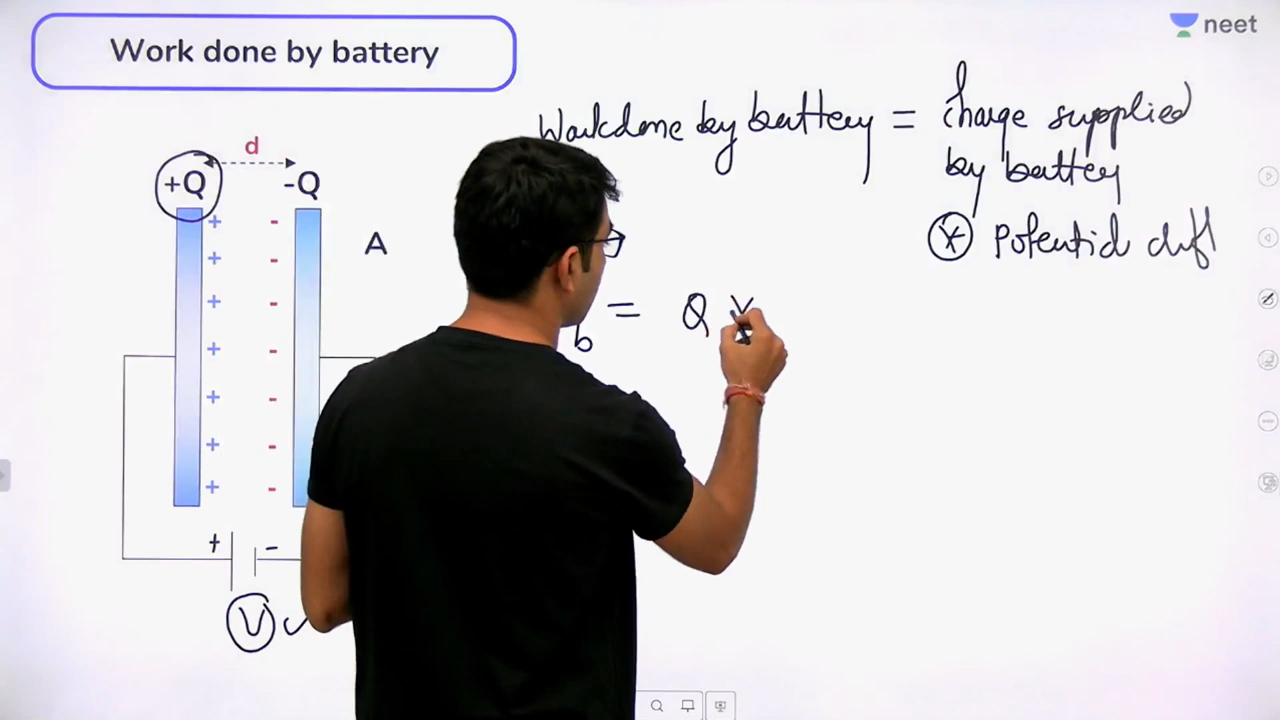 Work done by battery
neet
Workdone by battery = charge supplied
by battery
× Potential diff
d
+Q -Q
A
b = Q V
+ -
V